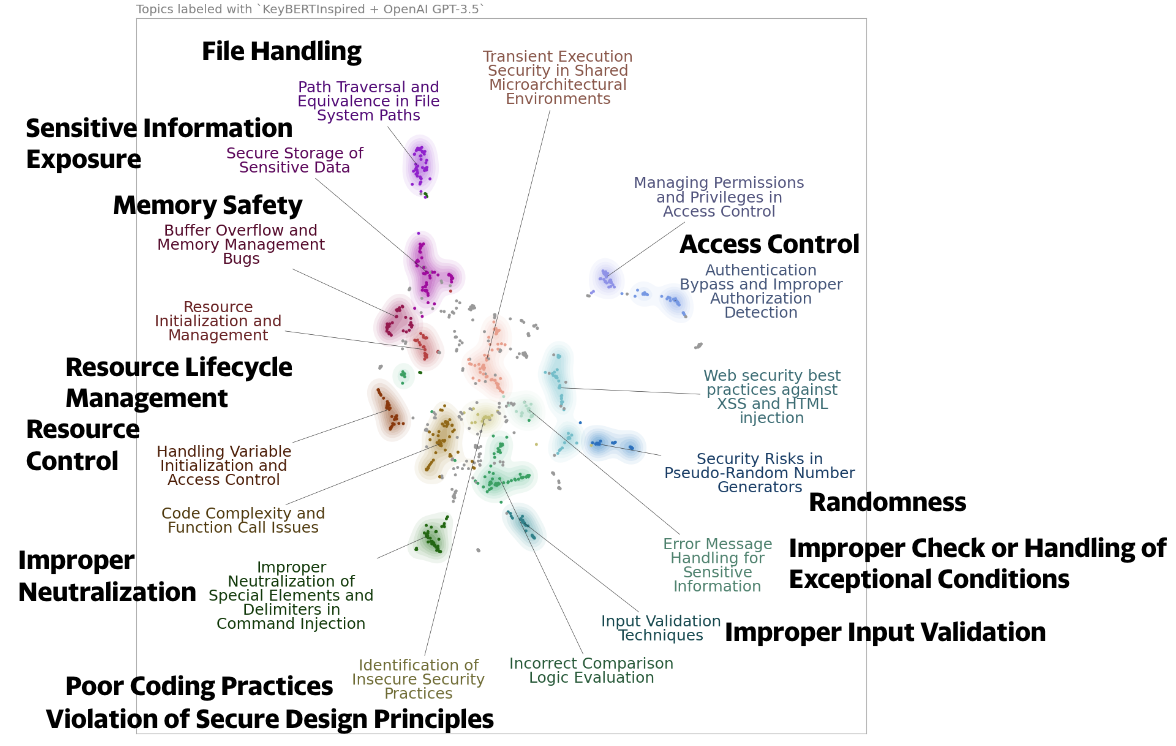 Topics labeled with `KeyBERTInspired + OpenAI GPT-3.5`
File Handling
Transient Execution
Security in Shared
Microarchitectural
Environments
Path Traversal and
Equivalence in File
System Paths
Sensitive Information
Exposure
Secure Storage of
Sensitive Data
Managing Permissions
and Privileges in
Access Control
Memory Safety
Buffer Overflow and
Memory Management
Bugs
Access Control
Authentication
Bypass and Improper
Authorization
Detection
Resource
Initialization and
Management
Resource Lifecycle
Management
Web security best
practices against
XSS and HTML
injection
Resource
Control
Handling Variable
Initialization and
Access Control
Security Risks in
Pseudo-Random Number
Generators
Randomness
Code Complexity and
Function Call Issues
Error Message
Handling for
Sensitive
Information
Improper Check or Handling of
Exceptional Conditions
Improper
Neutralization
Improper
Neutralization of
Special Elements and
Delimiters in
Command Injection
Input Validation
Techniques
Improper Input Validation
Identification of
Insecure Security
Practices
Incorrect Comparison
Logic Evaluation
Poor Coding Practices
Violation of Secure Design Principles